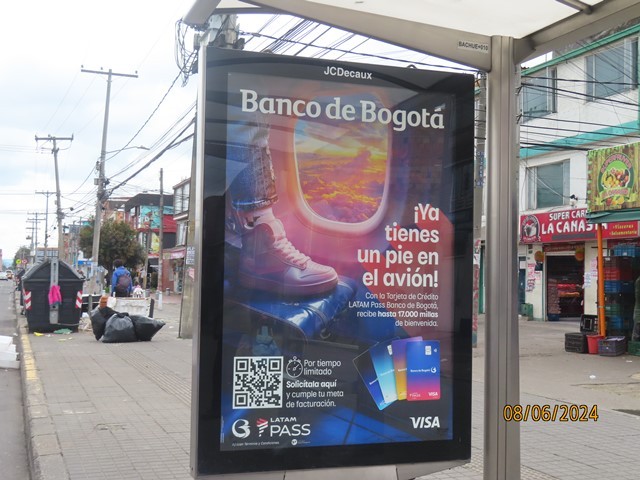 BACHUE
JCDecaux
Banco de Bogotá
¡Ya
tienes
un pie en
el avión!
Con la Tarjeta de Crédito
LATAM Pass Banco de Bogotá,
recibe hasta 17.000 millas
de bienvenida.
Por tiempo
limitado
Solicítala aquí
y cumple tu meta
de facturación.
LATAM
PASS
VISA
SUPER
LA CANASTA
08/06/2024